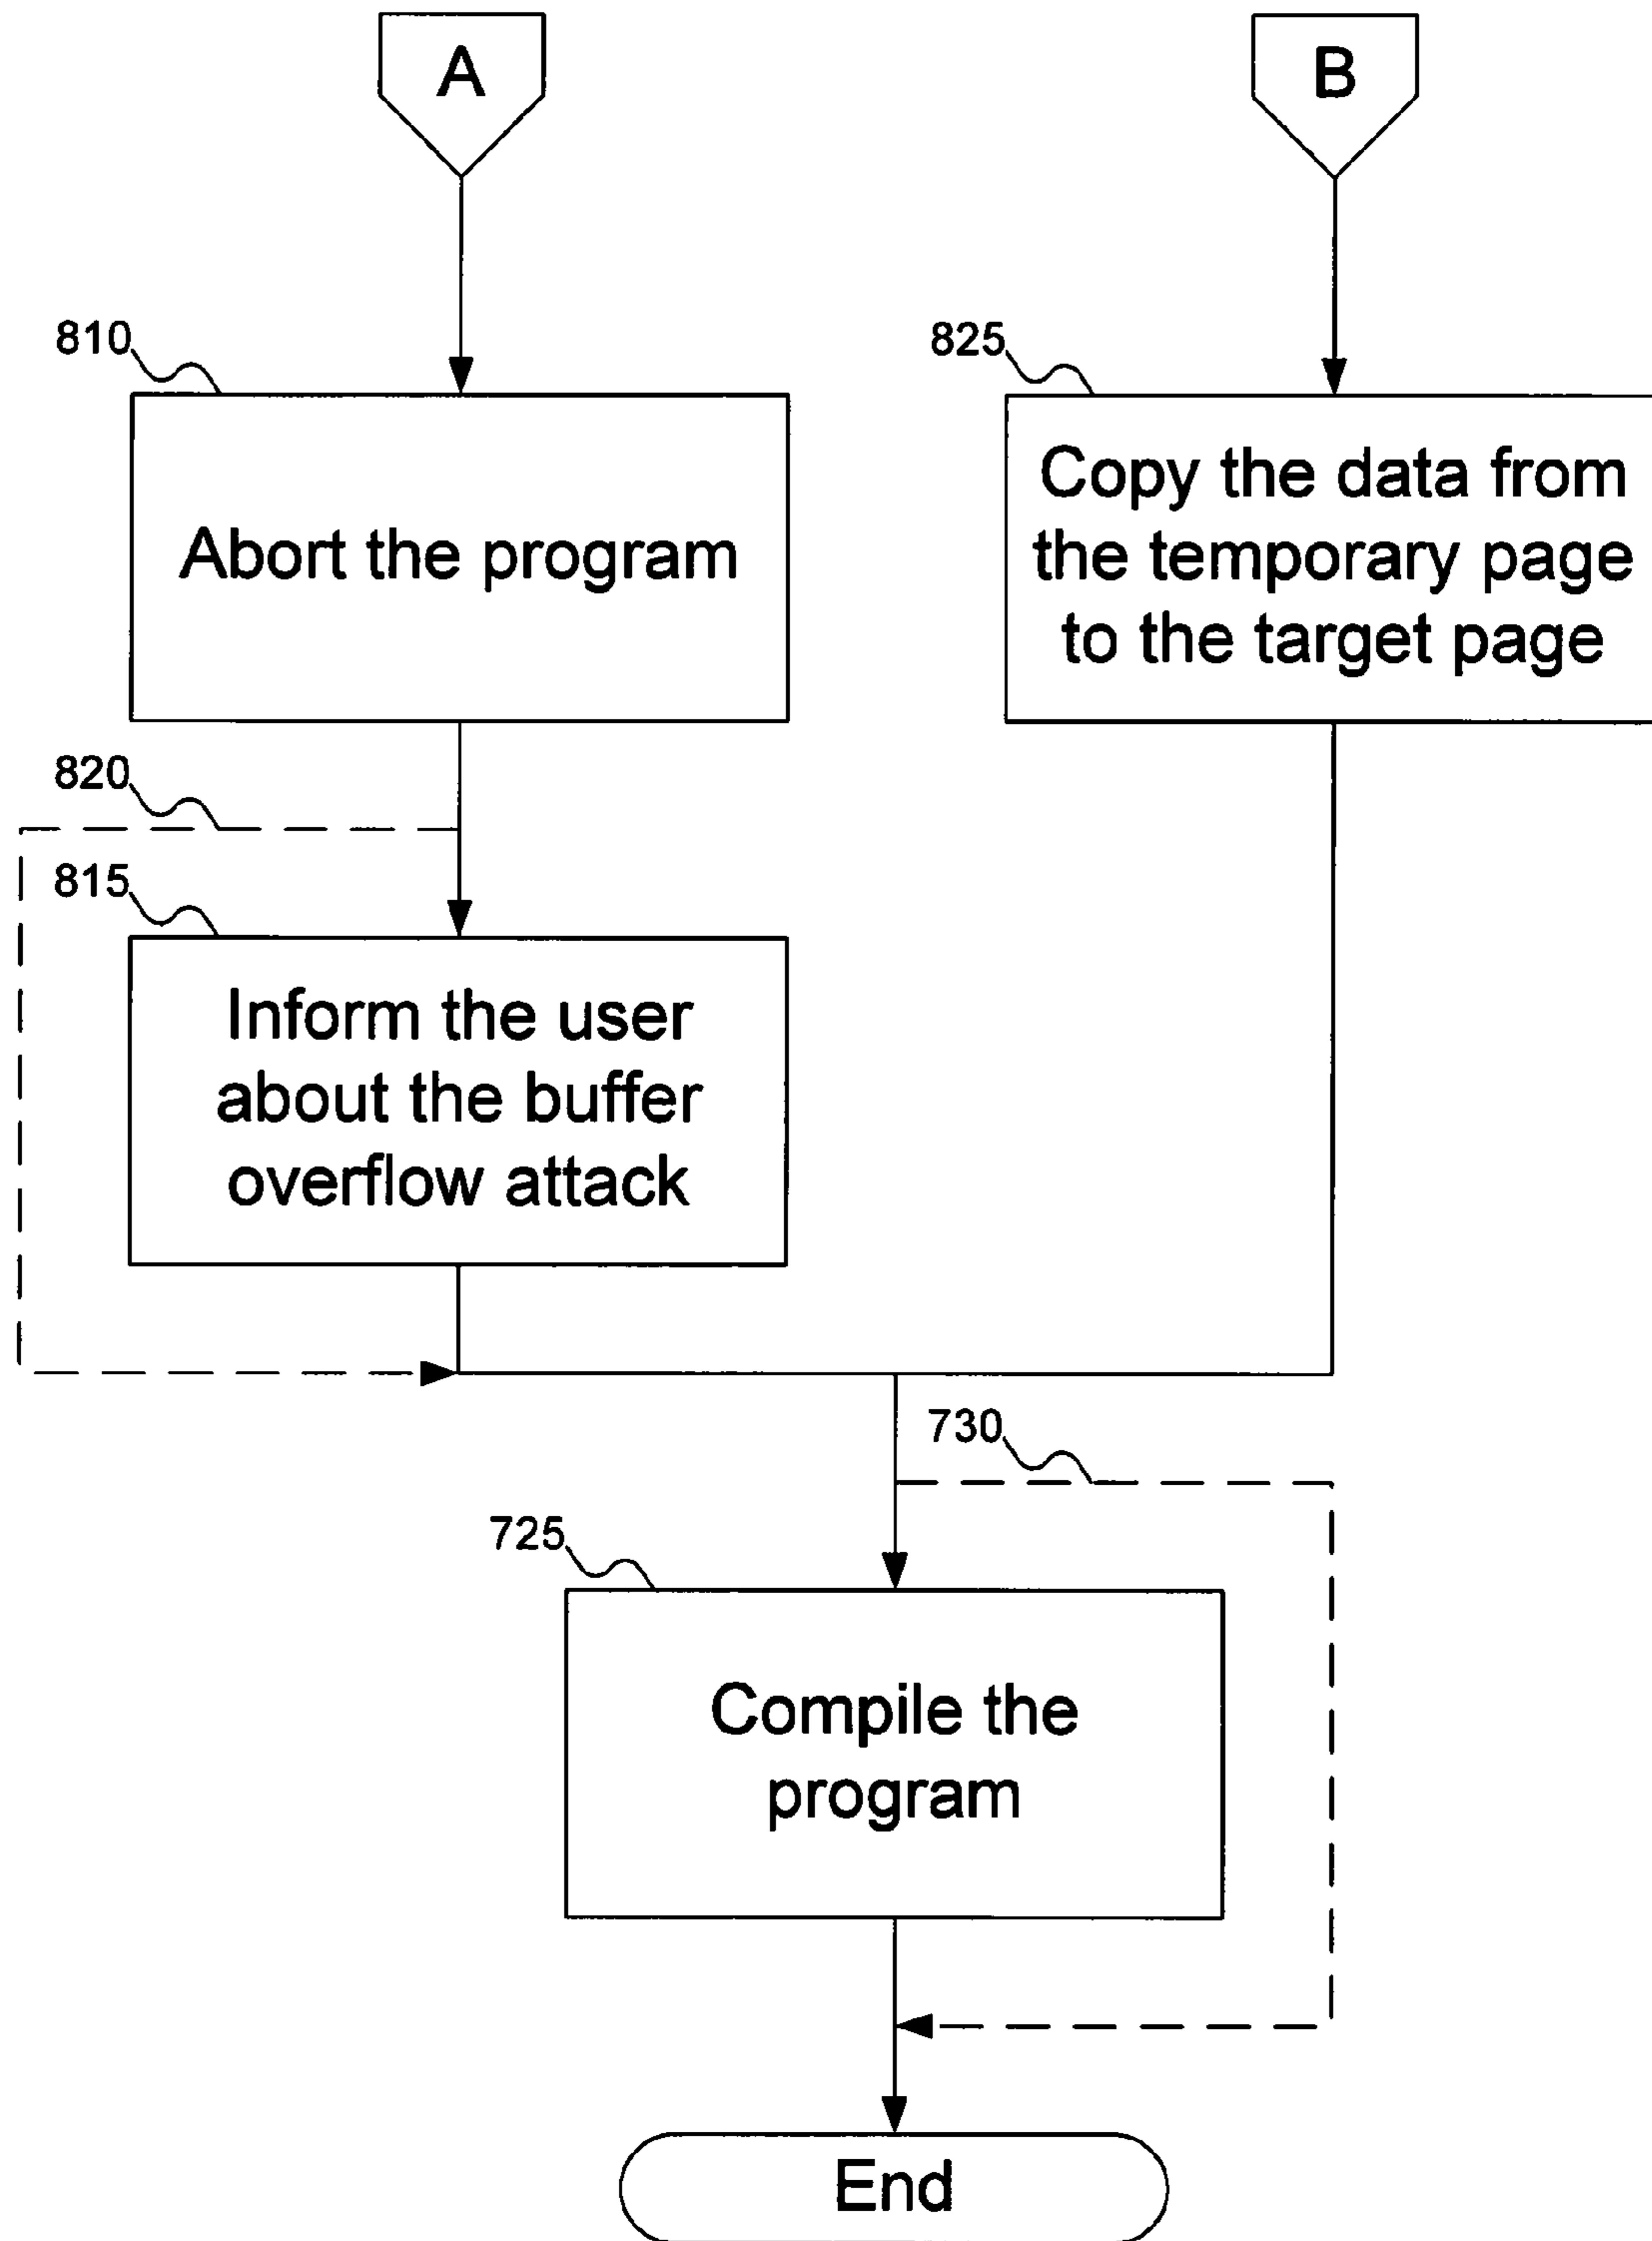 A
B
810
825
Abort the program
Copy the data from
the temporary page
to the target page
820
815
Inform the user
about the buffer
overflow attack
730
725
Compile the
program
End